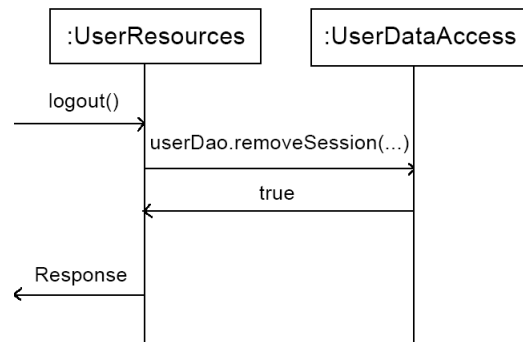 :UserResources
:UserDataAccess
logout()
userDao.removeSession(...)
true
Response